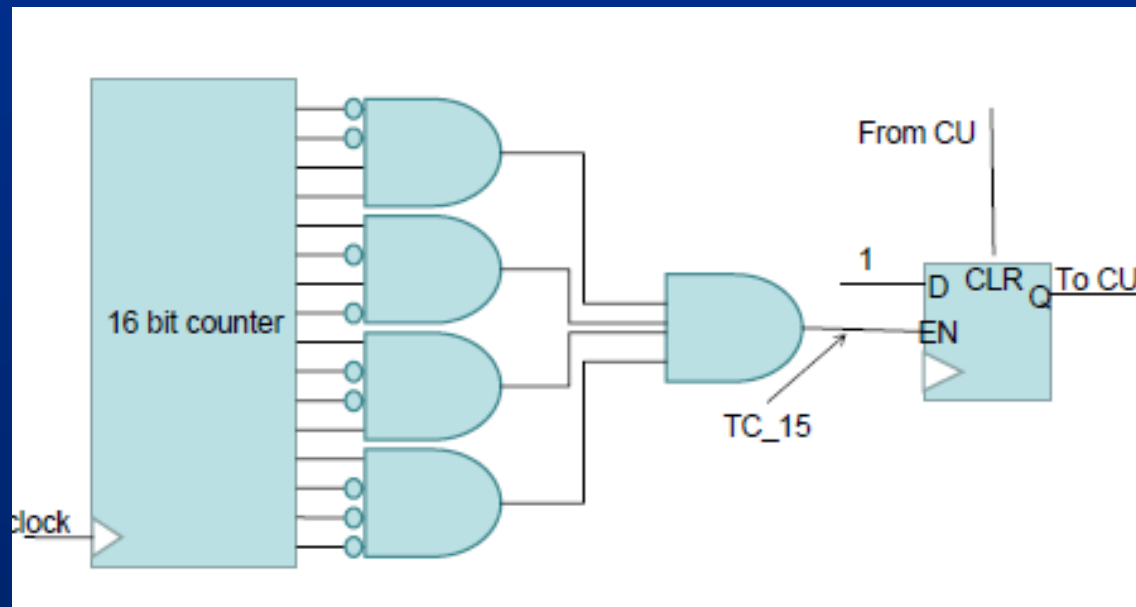 From CU
1
D CLR Q To CU
16 bit counter
EN
TC_15
clock